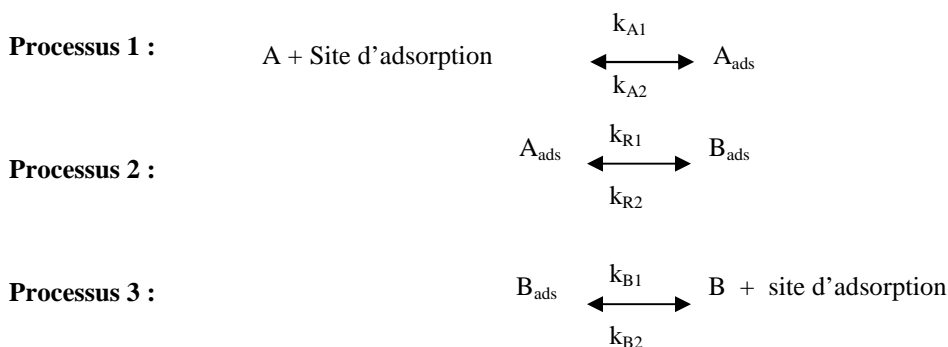 k_A1
Processus 1 : A + Site d’adsorption A_ads
k_A2
A_ads k_R1 B_ads
Processus 2 :
k_R2
Processus 3 : B_ads k_B1 B + site d’adsorption
k_B2